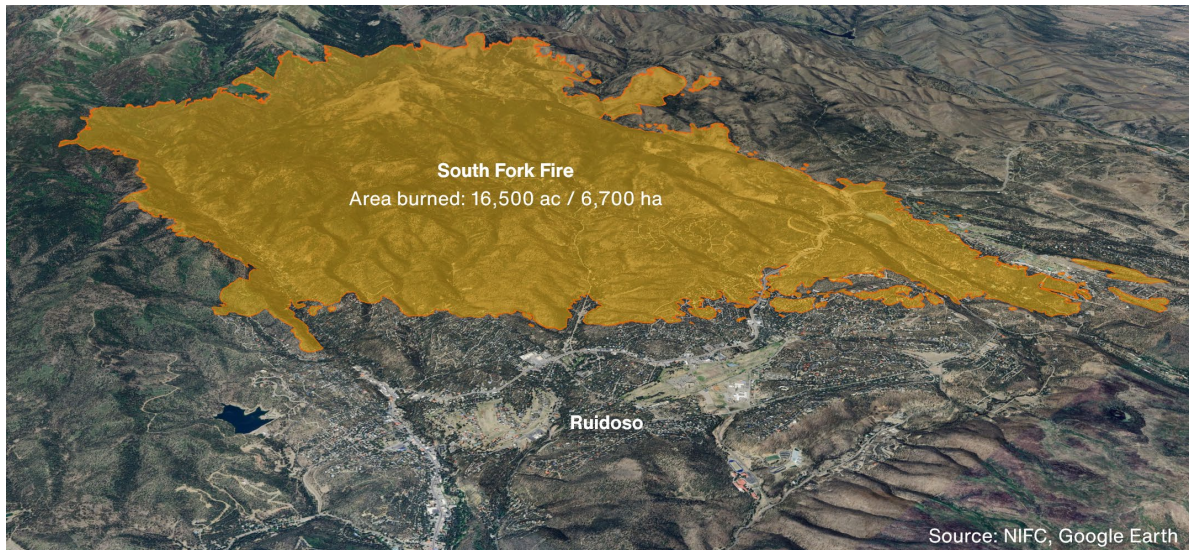 South Fork Fire
Area burned: 16,500 ac / 6,700 ha
Ruidoso
Source: NIFC, Google Earth